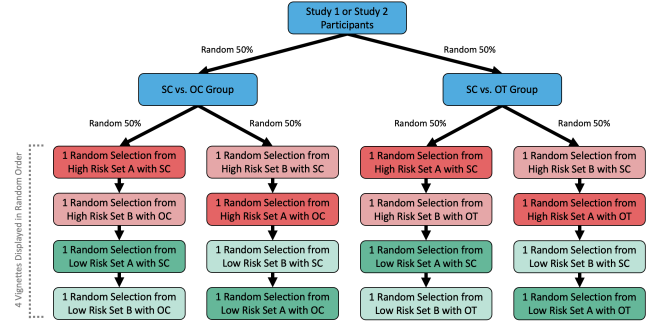 Study 1 or Study 2
Participants
Random 50%
Random 50%
SC vs. OC Group
SC vs. OT Group
Random 50%
Random 50%
Random 50%
Random 50%
4 Vignettes Displayed in Random Order
1 Random Selection from
High Risk Set A with SC
1 Random Selection from
High Risk Set B with SC
1 Random Selection from
High Risk Set A with SC
1 Random Selection from
High Risk Set B with SC
1 Random Selection from
High Risk Set B with OC
1 Random Selection from
High Risk Set A with OC
1 Random Selection from
High Risk Set B with OT
1 Random Selection from
High Risk Set A with OT
1 Random Selection from
Low Risk Set A with SC
1 Random Selection from
Low Risk Set B with SC
1 Random Selection from
Low Risk Set A with SC
1 Random Selection from
Low Risk Set B with SC
1 Random Selection from
Low Risk Set B with OC
1 Random Selection from
Low Risk Set A with OC
1 Random Selection from
Low Risk Set B with OT
1 Random Selection from
Low Risk Set A with OT